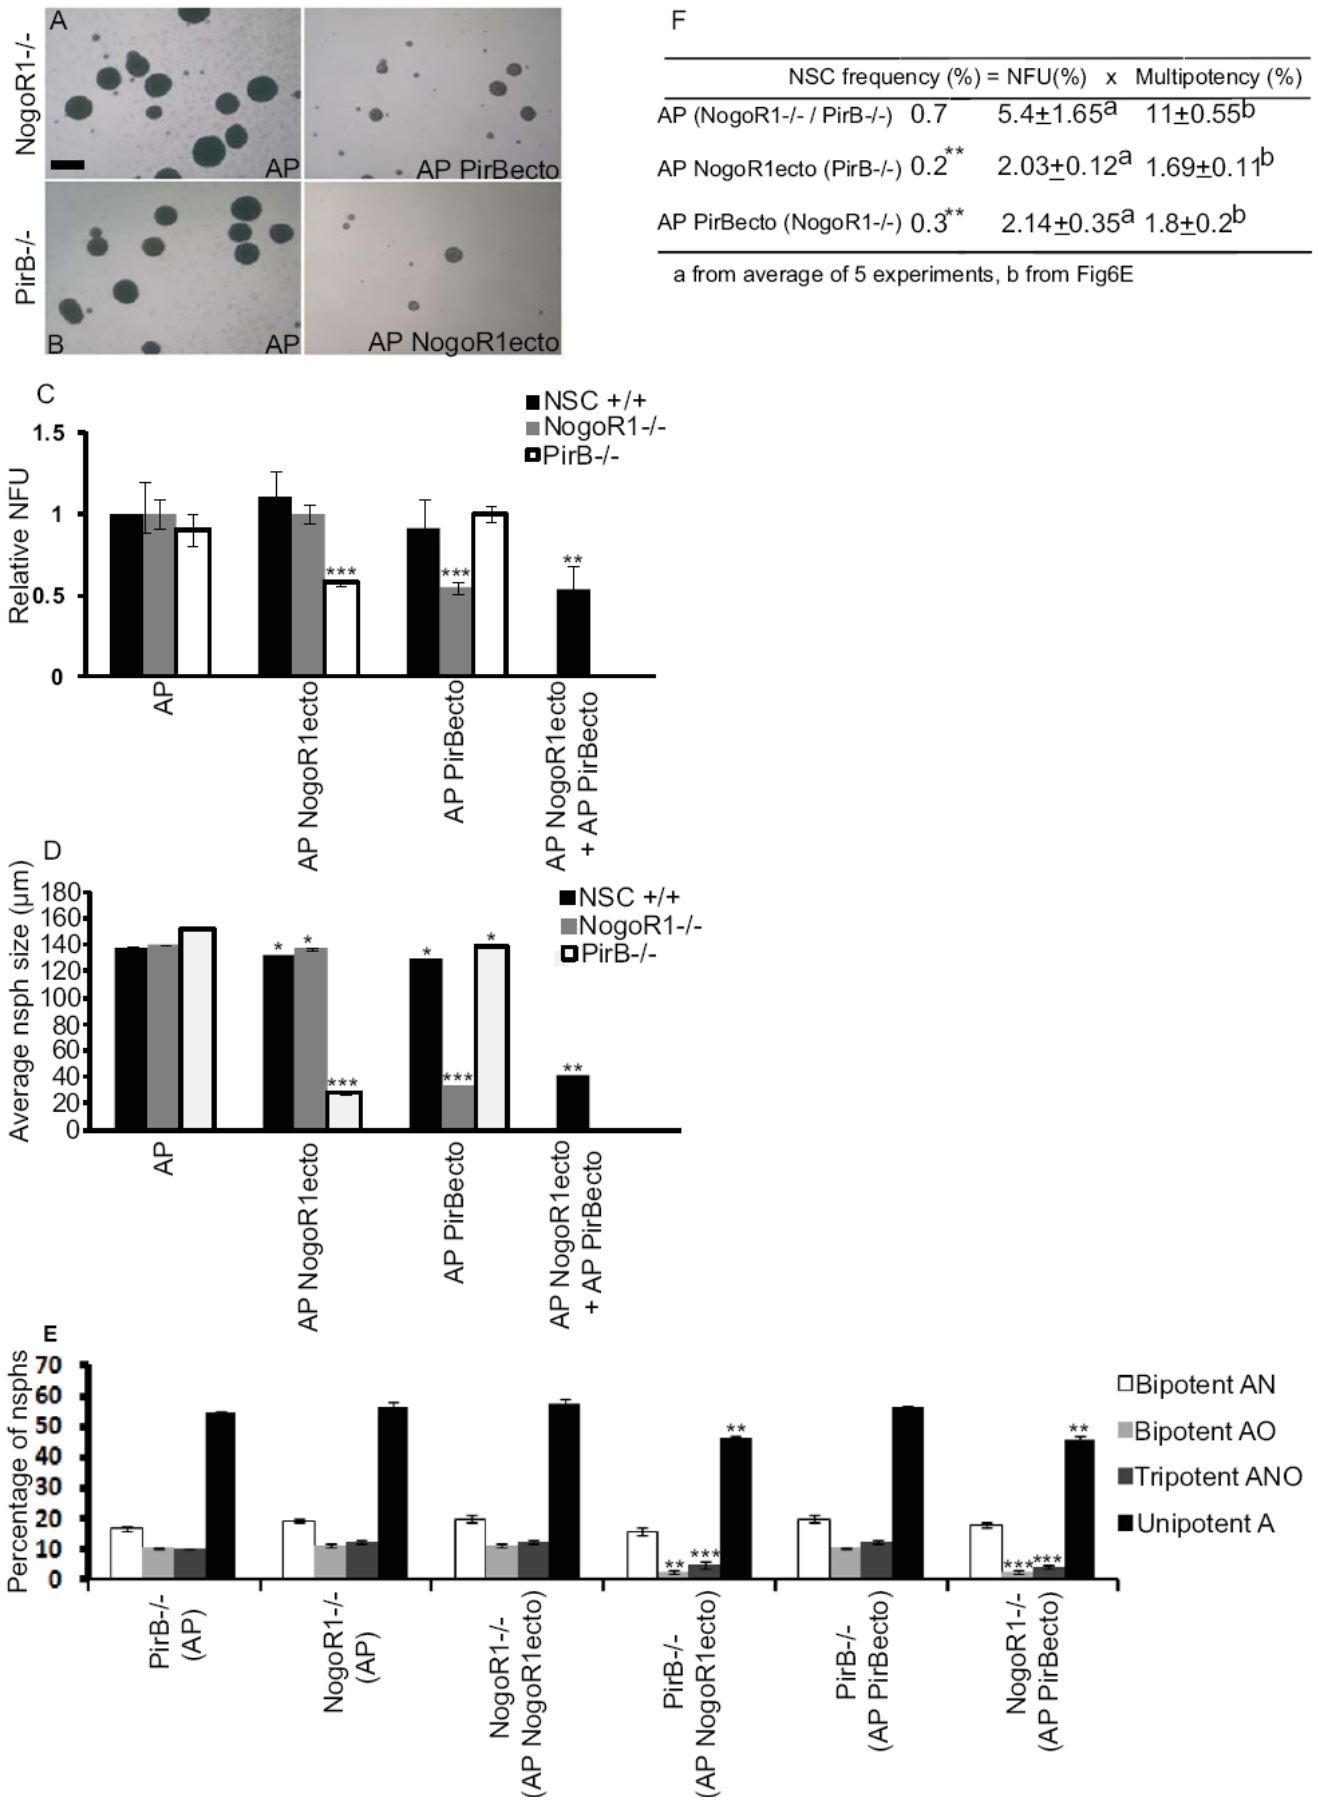 A
NogoR1-/-
AP
AP PirBecto
PirB-/-
B
AP
AP NogoR1ecto
F
NSC frequency (%) = NFU(%) x Multipotency (%)
AP (NogoR1-/- / PirB-/-) 0.7 5.4±1.65a 11±0.55b
AP NogoR1ecto (PirB-/-) 0.2** 2.03±0.12a 1.69±0.11b
AP PirBecto (NogoR1-/-) 0.3** 2.14±0.35a 1.8±0.2b
a from average of 5 experiments, b from Fig6E
C
NSC +/+
NogoR1-/-
PirB-/-
Relative NFU
1.5
1
0.5
0
***
***
**
AP
AP NogoR1ecto
AP PirBecto
AP NogoR1ecto
+ AP PirBecto
D
NSC +/+
NogoR1-/-
PirB-/-
Average nsph size (µm)
180
160
140
120
100
80
60
40
20
0
*
*
***
*
***
*
**
AP
AP NogoR1ecto
AP PirBecto
AP NogoR1ecto
+ AP PirBecto
E
Percentage of nsphs
70
60
50
40
30
20
10
0
**
***
**
***
***
**
Bipotent AN
Bipotent AO
Tripotent ANO
Unipotent A
PirB-/-
(AP)
NogoR1-/-
(AP)
NogoR1-/-
(AP NogoR1ecto)
PirB-/-
(AP NogoR1ecto)
PirB-/-
(AP PirBecto)
NogoR1-/-
(AP PirBecto)